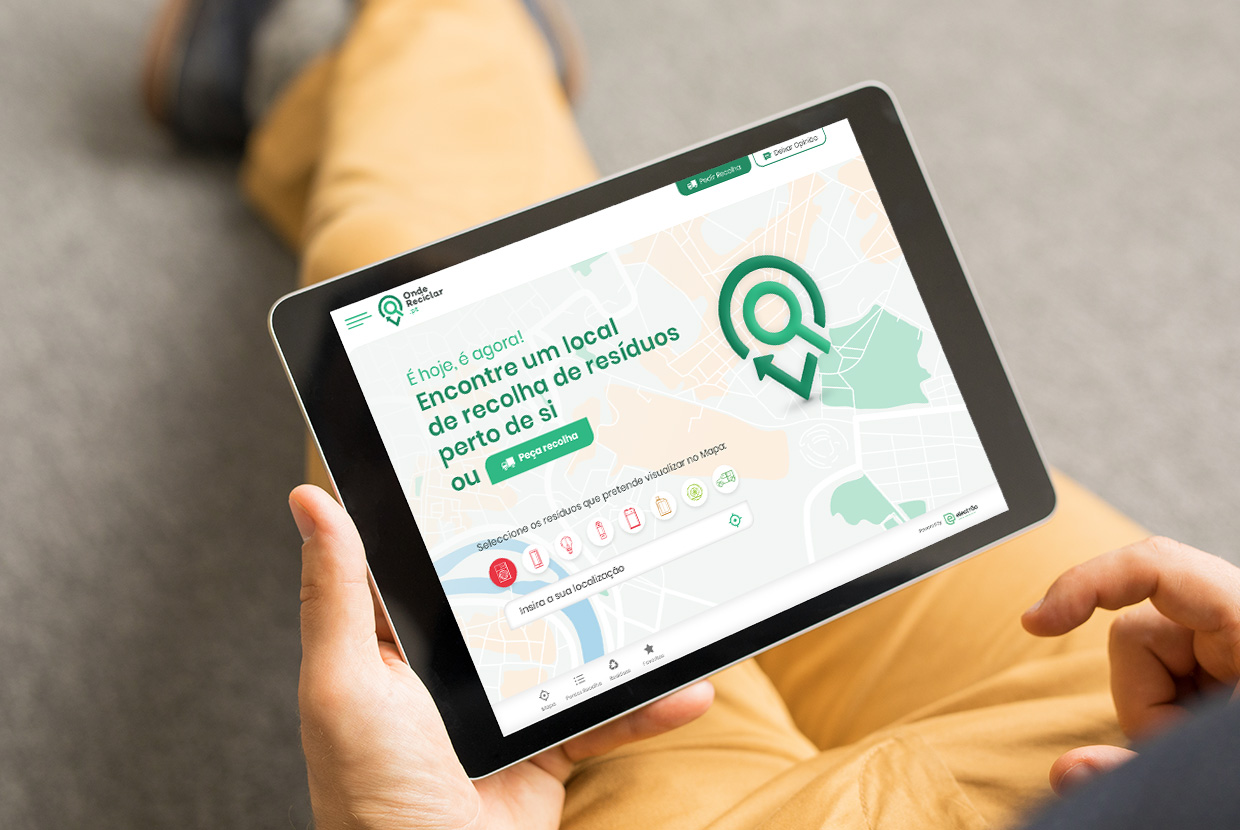 Pedir Recolha
Deixar Opinião
Onde
Reciclar
.pt
É hoje, é agora!
Encontre um local
de recolha de resíduos
perto de si
ou Peça recolha
Seleccione os resíduos que pretende visualizar no Mapa:
Insira a sua localização
Powered by electrão
Mapa
Pontos Recolha
Resíduos
Favoritos